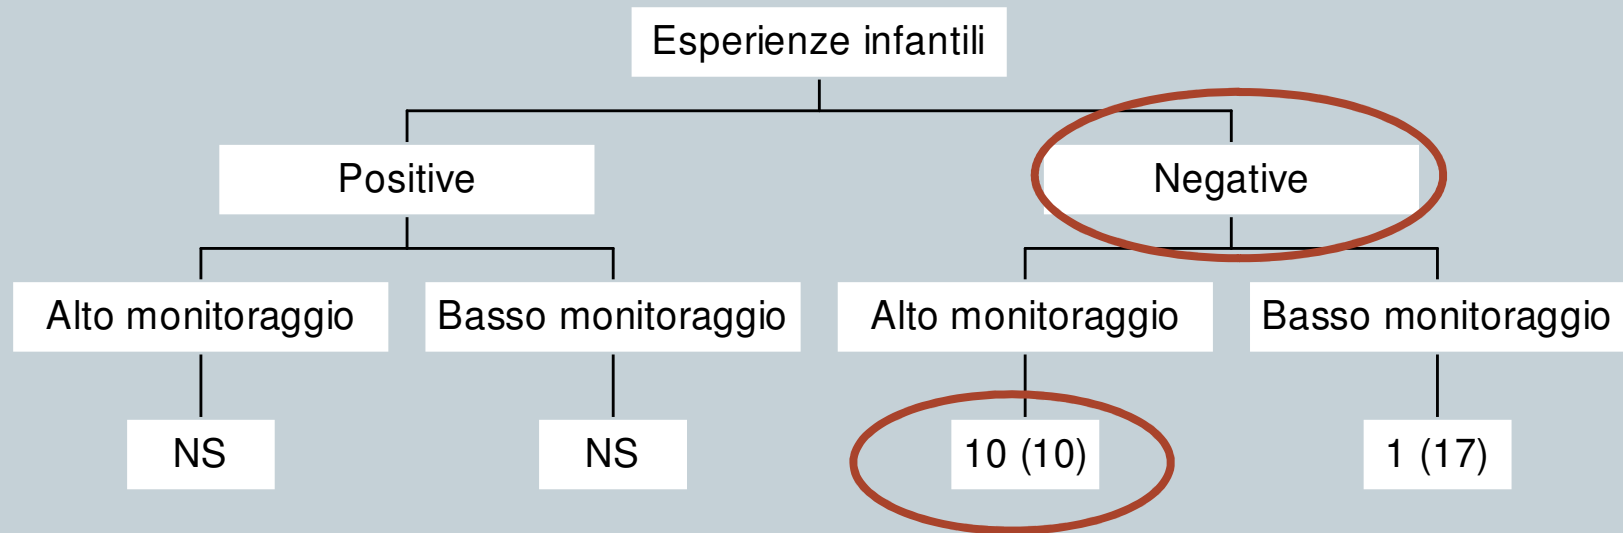 Esperienze infantili
Positive
Negative
Alto monitoraggio
Basso monitoraggio
Alto monitoraggio
Basso monitoraggio
NS
NS
10 (10)
1 (17)